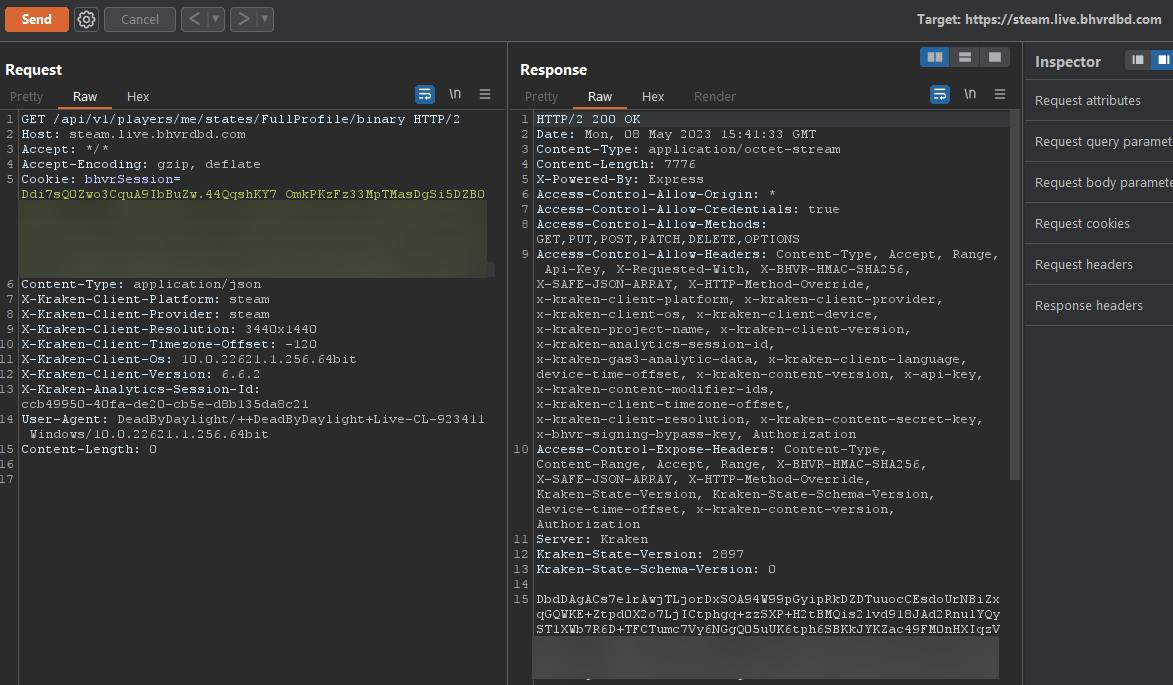 Send
Cancel
<
>
Target: https://steam.live.bhvrdbd.com
Request
Pretty
Raw
Hex
\n
1 GET /api/v1/players/me/states/FullProfile/binary HTTP/2
2 Host: steam.live.bhvrdbd.com
3 Accept: */*
4 Accept-Encoding: gzip, deflate
5 Cookie: bhvrSession=
Ddi7sQ0Zwo3CquA9IbBuZw.44QqshKY7_OmkPKzFz33MpTMasDgSi5DZB0
6 Content-Type: application/json
7 X-Kraken-Client-Platform: steam
8 X-Kraken-Client-Provider: steam
9 X-Kraken-Client-Resolution: 3440x1440
10 X-Kraken-Client-Timezone-Offset: -120
11 X-Kraken-Client-Os: 10.0.22621.1.256.64bit
12 X-Kraken-Client-Version: 6.6.2
13 X-Kraken-Analytics-Session-Id:
ccb49950-40fa-de20-cb5e-d8b135da8c21
14 User-Agent: DeadByDaylight/++DeadByDaylight+Live-CL-923411
Windows/10.0.22621.1.256.64bit
15 Content-Length: 0
16
17
Response
Pretty
Raw
Hex
Render
\n
1 HTTP/2 200 OK
2 Date: Mon, 08 May 2023 15:41:33 GMT
3 Content-Type: application/octet-stream
4 Content-Length: 7776
5 X-Powered-By: Express
6 Access-Control-Allow-Origin: *
7 Access-Control-Allow-Credentials: true
8 Access-Control-Allow-Methods:
GET,PUT,POST,PATCH,DELETE,OPTIONS
9 Access-Control-Allow-Headers: Content-Type, Accept, Range,
Api-Key, X-Requested-With, X-BHVR-HMAC-SHA256,
X-SAFE-JSON-ARRAY, X-HTTP-Method-Override,
x-kraken-client-platform, x-kraken-client-provider,
x-kraken-client-os, x-kraken-client-device,
x-kraken-project-name, x-kraken-client-version,
x-kraken-analytics-session-id,
x-kraken-gas3-analytic-data, x-kraken-client-language,
device-time-offset, x-kraken-content-version, x-api-key,
x-kraken-content-modifier-ids,
x-kraken-client-timezone-offset,
x-kraken-client-resolution, x-kraken-content-secret-key,
x-bhvr-signing-bypass-key, Authorization
10 Access-Control-Expose-Headers: Content-Type,
Content-Range, Accept, Range, X-BHVR-HMAC-SHA256,
X-SAFE-JSON-ARRAY, X-HTTP-Method-Override,
Kraken-State-Version, Kraken-State-Schema-Version,
device-time-offset, x-kraken-content-version,
Authorization
11 Server: Kraken
12 Kraken-State-Version: 2897
13 Kraken-State-Schema-Version: 0
14
15 DbdDAgACs7elrAwjTLjorDxSOA94W99pGyipRkDZDTuuocCEsdoUrNBiZx
qGQWKE+Ztpd0X2o7LjICtphgq+zzSXP+H2tBMQis2lvd918JAd2RnulYQy
ST1XWb7R6D+TFCTumc7Vy6NGgQ05uUK6tph6SBKkJYKZac49FM0nHXIqzV
Inspector
Request attributes
Request query paramet
Request body paramete
Request cookies
Request headers
Response headers